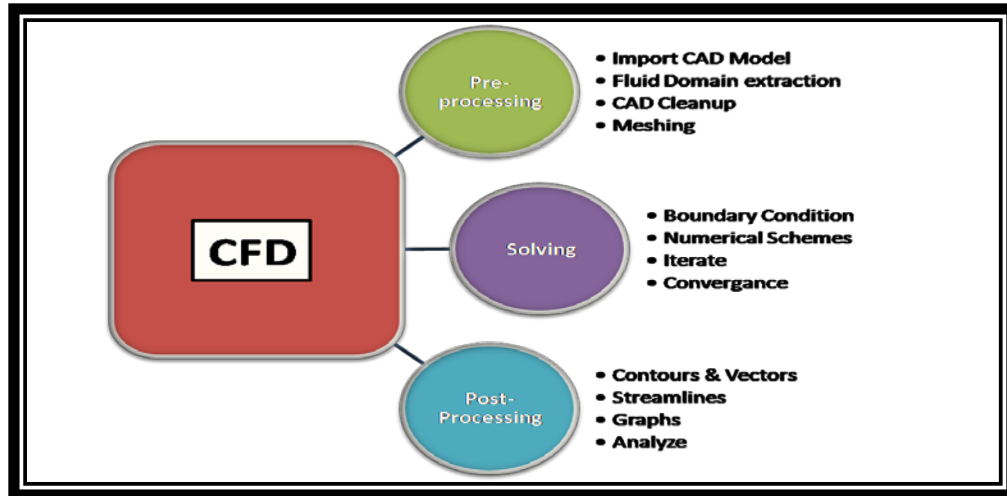 CFD
Pre-
processing
• Import CAD Model
• Fluid Domain extraction
• CAD Cleanup
• Meshing
Solving
• Boundary Condition
• Numerical Schemes
• Iterate
• Convergance
Post-
Processing
• Contours & Vectors
• Streamlines
• Graphs
• Analyze